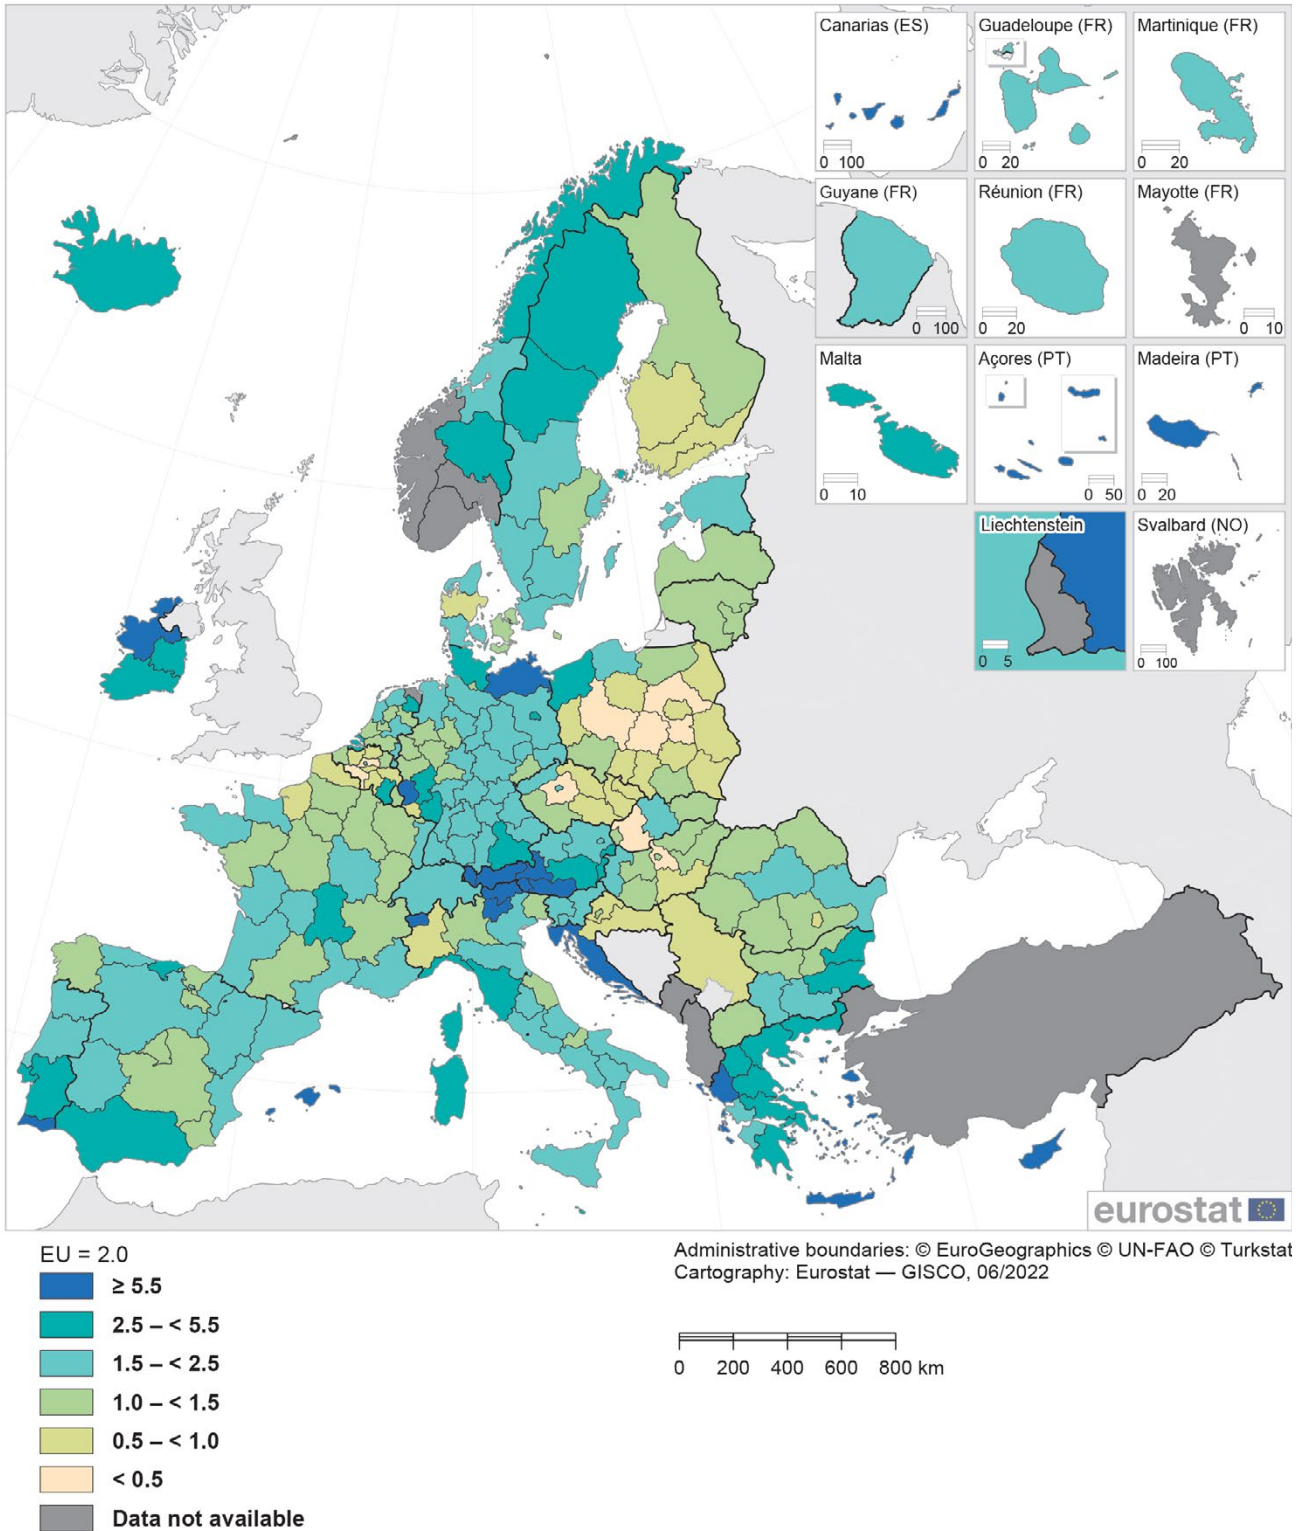 Canarias (ES)
0 100
Guadeloupe (FR)
0 20
Martinique (FR)
0 20
Guyane (FR)
0 100
Réunion (FR)
0 20
Mayotte (FR)
0 10
Malta
0 10
Açores (PT)
0 50
Madeira (PT)
0 20
Liechtenstein
0 5
Svalbard (NO)
0 100
eurostat
EU = 2.0
≥ 5.5
2.5 – < 5.5
1.5 – < 2.5
1.0 – < 1.5
0.5 – < 1.0
< 0.5
Data not available
Administrative boundaries: © EuroGeographics © UN-FAO © Turkstat
Cartography: Eurostat — GISCO, 06/2022
0 200 400 600 800 km